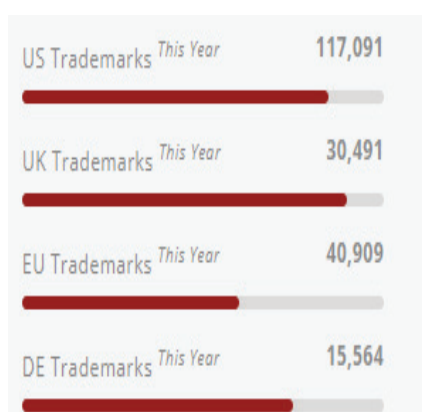 US Trademarks This Year 117,091
UK Trademarks This Year 30,491
EU Trademarks This Year 40,909
DE Trademarks This Year 15,564